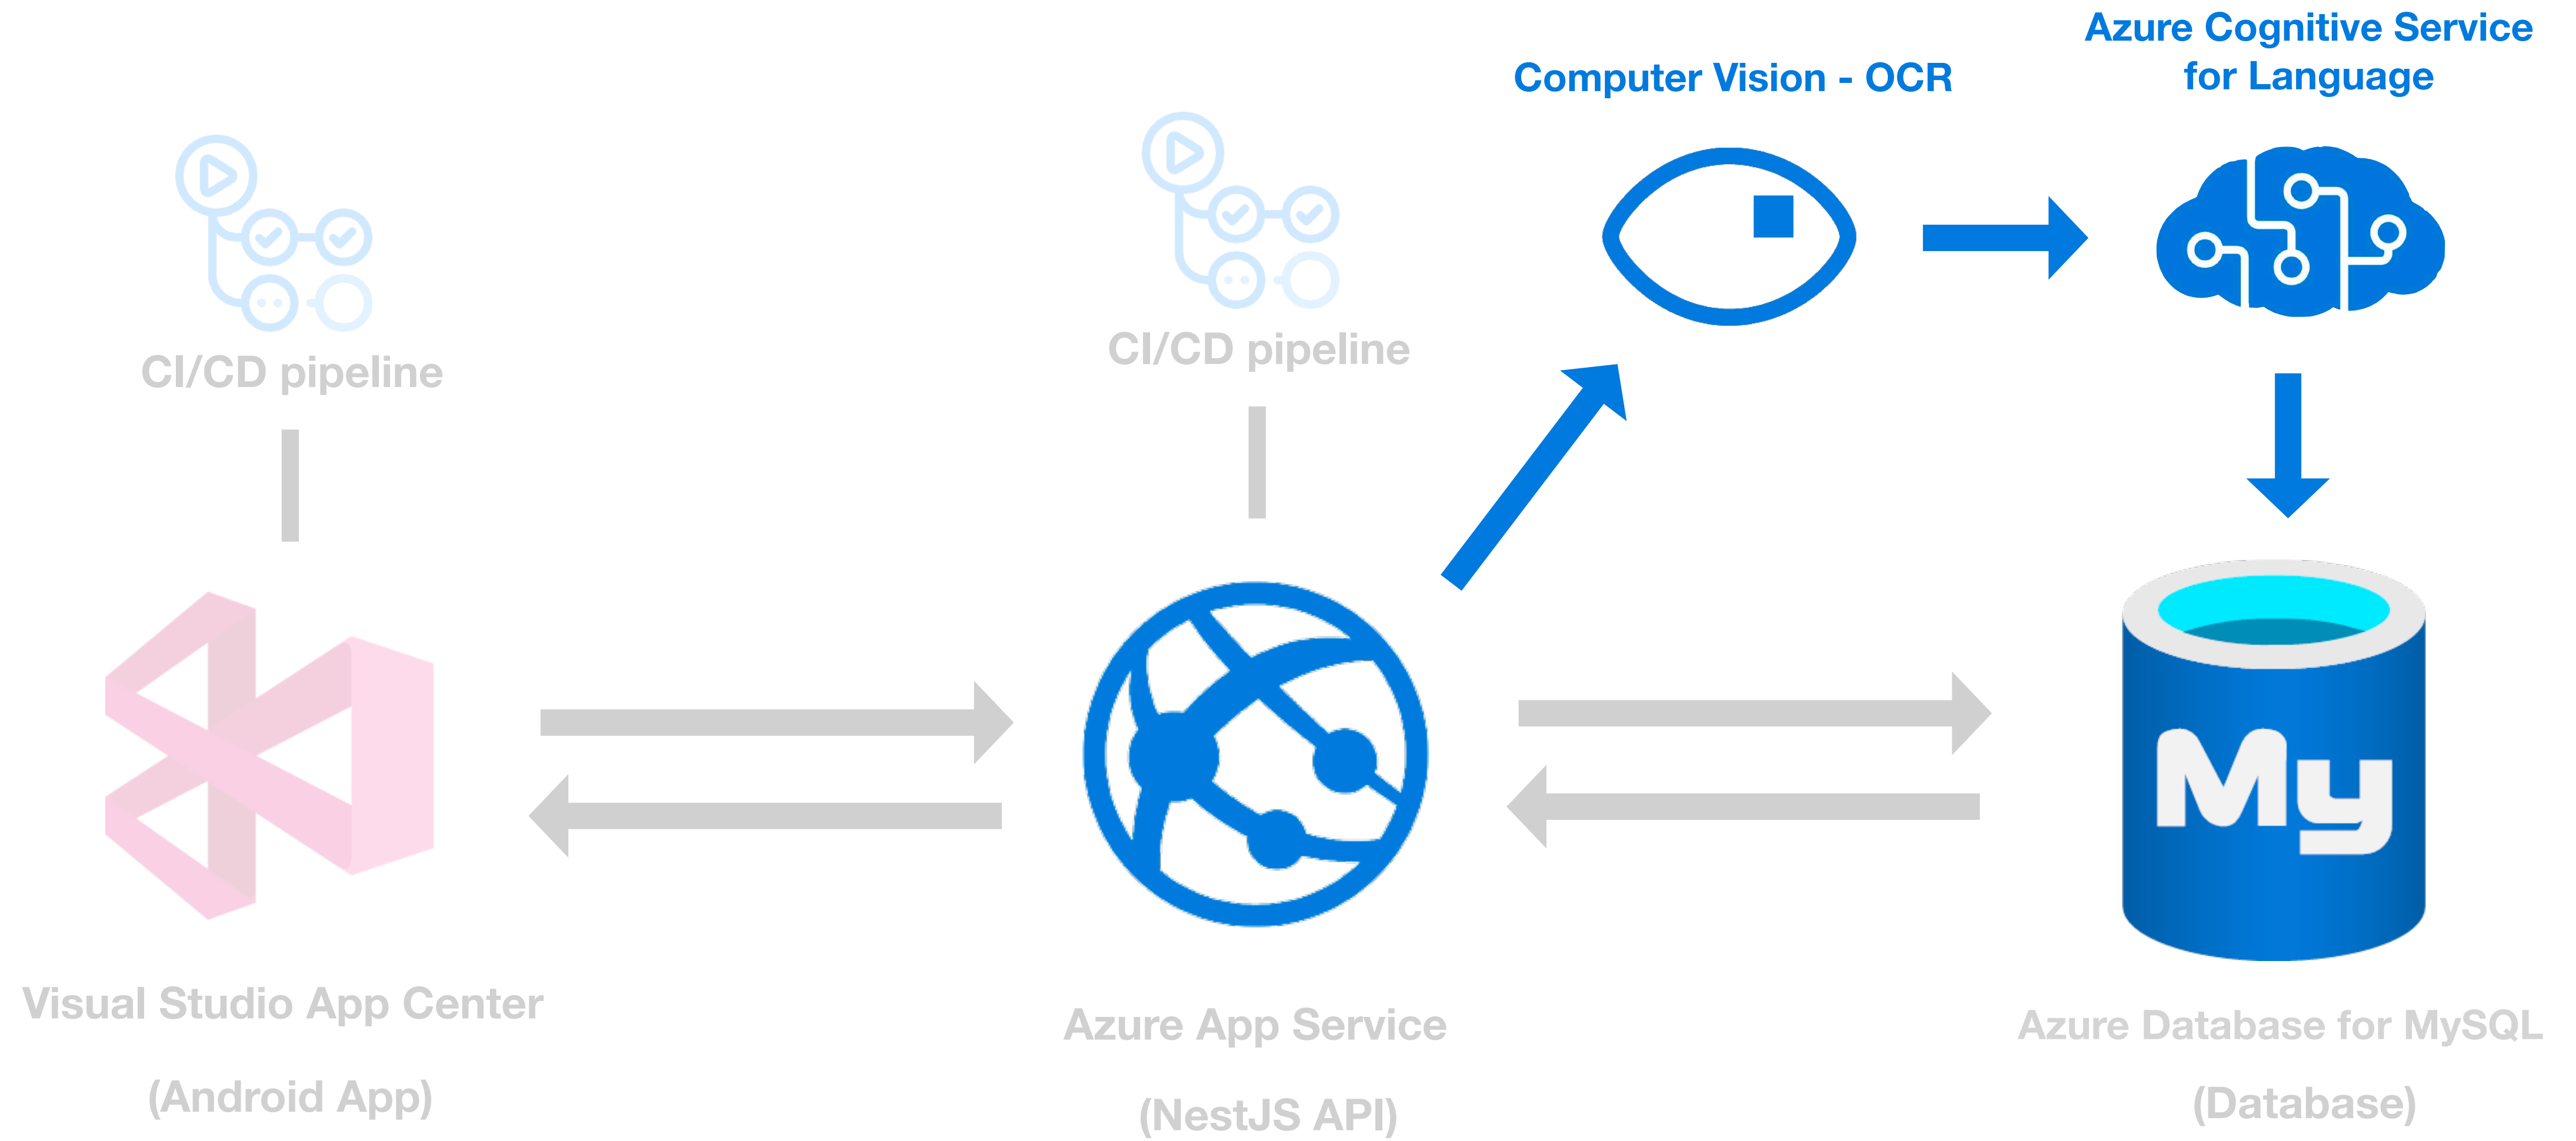 Azure Cognitive Service
for Language
Computer Vision - OCR
CI/CD pipeline
CI/CD pipeline
My
Visual Studio App Center
(Android App)
Azure App Service
(NestJS API)
Azure Database for MySQL
(Database)